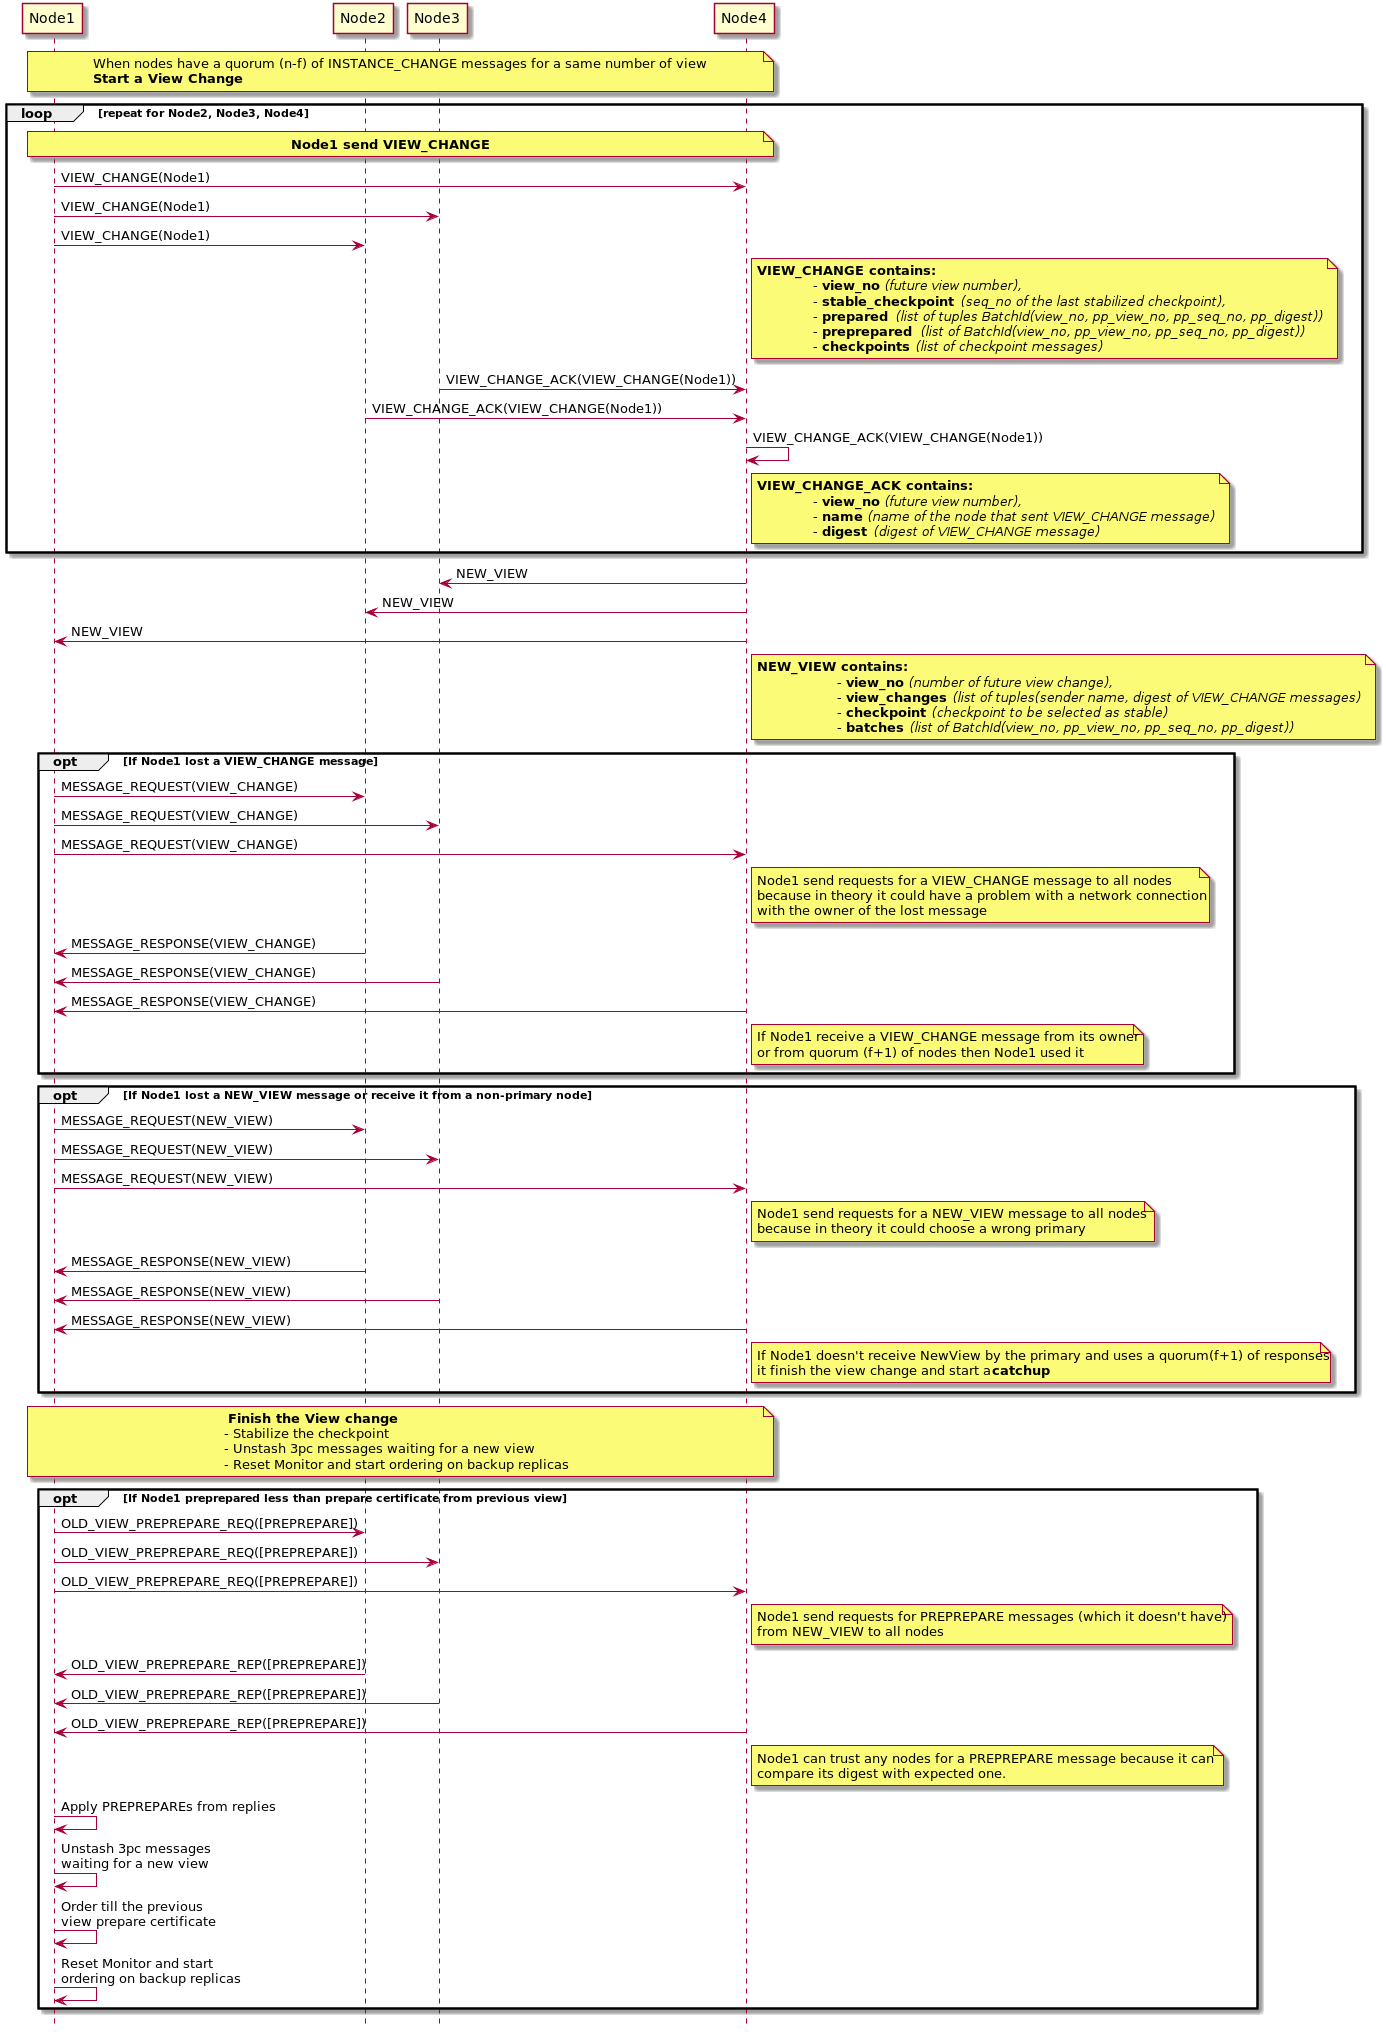 Node1 Node2 Node3 Node4
When nodes have a quorum (n-f) of INSTANCE_CHANGE messages for a same number of view
Start a View Change
loop [repeat for Node2, Node3, Node4]
Node1 send VIEW_CHANGE
VIEW_CHANGE(Node1)
VIEW_CHANGE(Node1)
VIEW_CHANGE(Node1)
VIEW_CHANGE contains:
- view_no (future view number),
- stable_checkpoint (seq_no of the last stabilized checkpoint),
- prepared (list of tuples BatchId(view_no, pp_view_no, pp_seq_no, pp_digest))
- preprepared (list of BatchId(view_no, pp_view_no, pp_seq_no, pp_digest))
- checkpoints (list of checkpoint messages)
VIEW_CHANGE_ACK(VIEW_CHANGE(Node1))
VIEW_CHANGE_ACK(VIEW_CHANGE(Node1))
VIEW_CHANGE_ACK(VIEW_CHANGE(Node1))
VIEW_CHANGE_ACK contains:
- view_no (future view number),
- name (name of the node that sent VIEW_CHANGE message)
- digest (digest of VIEW_CHANGE message)
NEW_VIEW
NEW_VIEW
NEW_VIEW
NEW_VIEW contains:
- view_no (number of future view change),
- view_changes (list of tuples(sender name, digest of VIEW_CHANGE messages)
- checkpoint (checkpoint to be selected as stable)
- batches (list of BatchId(view_no, pp_view_no, pp_seq_no, pp_digest))
opt [If Node1 lost a VIEW_CHANGE message]
MESSAGE_REQUEST(VIEW_CHANGE)
MESSAGE_REQUEST(VIEW_CHANGE)
MESSAGE_REQUEST(VIEW_CHANGE)
Node1 send requests for a VIEW_CHANGE message to all nodes
because in theory it could have a problem with a network connection
with the owner of the lost message
MESSAGE_RESPONSE(VIEW_CHANGE)
MESSAGE_RESPONSE(VIEW_CHANGE)
MESSAGE_RESPONSE(VIEW_CHANGE)
If Node1 receive a VIEW_CHANGE message from its owner
or from quorum (f+1) of nodes then Node1 used it
opt [If Node1 lost a NEW_VIEW message or receive it from a non-primary node]
MESSAGE_REQUEST(NEW_VIEW)
MESSAGE_REQUEST(NEW_VIEW)
MESSAGE_REQUEST(NEW_VIEW)
Node1 send requests for a NEW_VIEW message to all nodes
because in theory it could choose a wrong primary
MESSAGE_RESPONSE(NEW_VIEW)
MESSAGE_RESPONSE(NEW_VIEW)
MESSAGE_RESPONSE(NEW_VIEW)
If Node1 doesn't receive NewView by the primary and uses a quorum(f+1) of responses
it finish the view change and start a catchup
Finish the View change
- Stabilize the checkpoint
- Unstash 3pc messages waiting for a new view
- Reset Monitor and start ordering on backup replicas
opt [If Node1 preprepared less than prepare certificate from previous view]
OLD_VIEW_PREPREPARE_REQ([PREPREPARE])
OLD_VIEW_PREPREPARE_REQ([PREPREPARE])
OLD_VIEW_PREPREPARE_REQ([PREPREPARE])
Node1 send requests for PREPREPARE messages (which it doesn't have)
from NEW_VIEW to all nodes
OLD_VIEW_PREPREPARE_REP([PREPREPARE])
OLD_VIEW_PREPREPARE_REP([PREPREPARE])
OLD_VIEW_PREPREPARE_REP([PREPREPARE])
Node1 can trust any nodes for a PREPREPARE message because it can
compare its digest with expected one.
Apply PREPREPAREs from replies
Unstash 3pc messages
waiting for a new view
Order till the previous
view prepare certificate
Reset Monitor and start
ordering on backup replicas